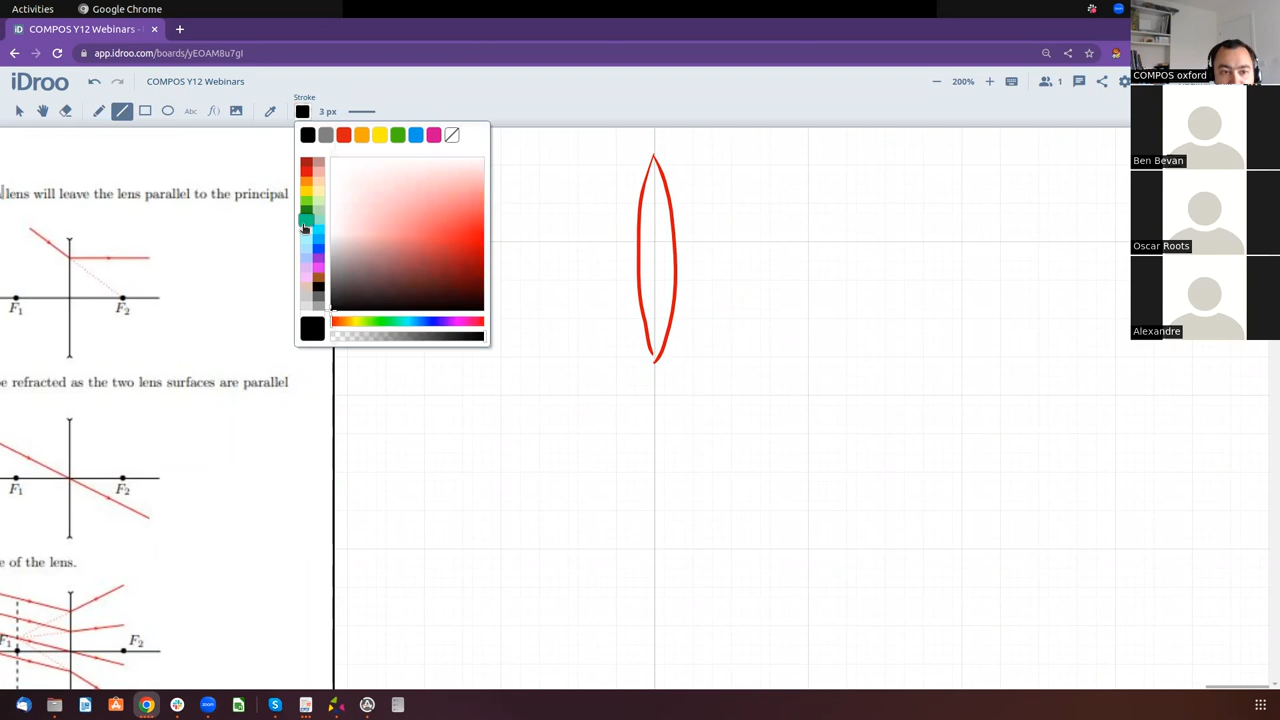 Activities
Google Chrome
COMPOS Y12 Webinars -
app.idroo.com/boards/yEOAM8u7gI
iDroo
COMPOS Y12 Webinars
200%
1
Abc
f()
Stroke
3 px
COMPOS oxford
Ben Bevan
Oscar Roots
Alexandre
lens will leave the lens parallel to the principal
F1
F2
e refracted as the two lens surfaces are parallel
F1
F2
e of the lens.
F1
F2